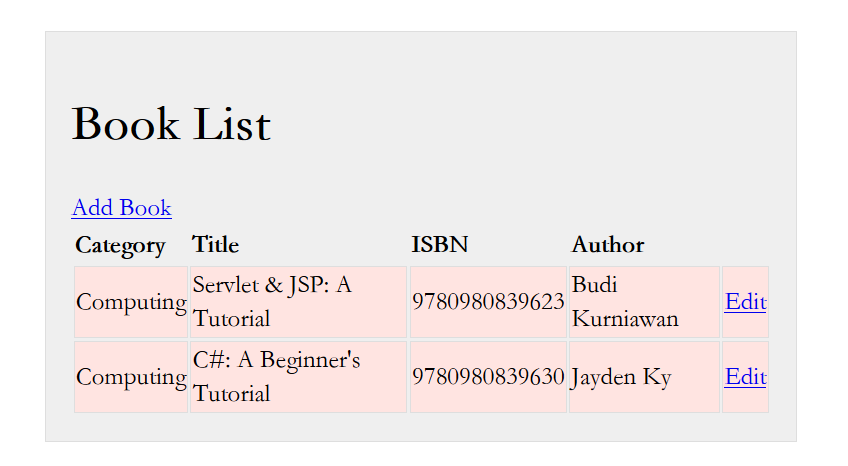 Book List
Add Book
Category Title ISBN Author
Computing Servlet & JSP: A Tutorial 9780980839623 Budi Kurniawan Edit
Computing C#: A Beginner's Tutorial 9780980839630 Jayden Ky Edit